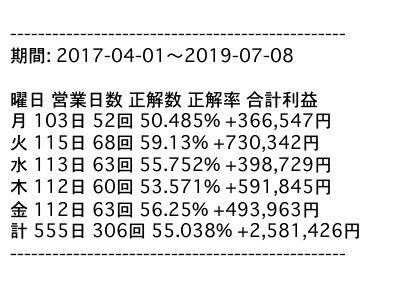 ------------------------------------------------
期間: 2017-04-01～2019-07-08
曜日 営業日数 正解数 正解率 合計利益
月 103日 52回 50.485% +366,547円
火 115日 68回 59.13% +730,342円
水 113日 63回 55.752% +398,729円
木 112日 60回 53.571% +591,845円
金 112日 63回 56.25% +493,963円
計 555日 306回 55.038% +2,581,426円
------------------------------------------------